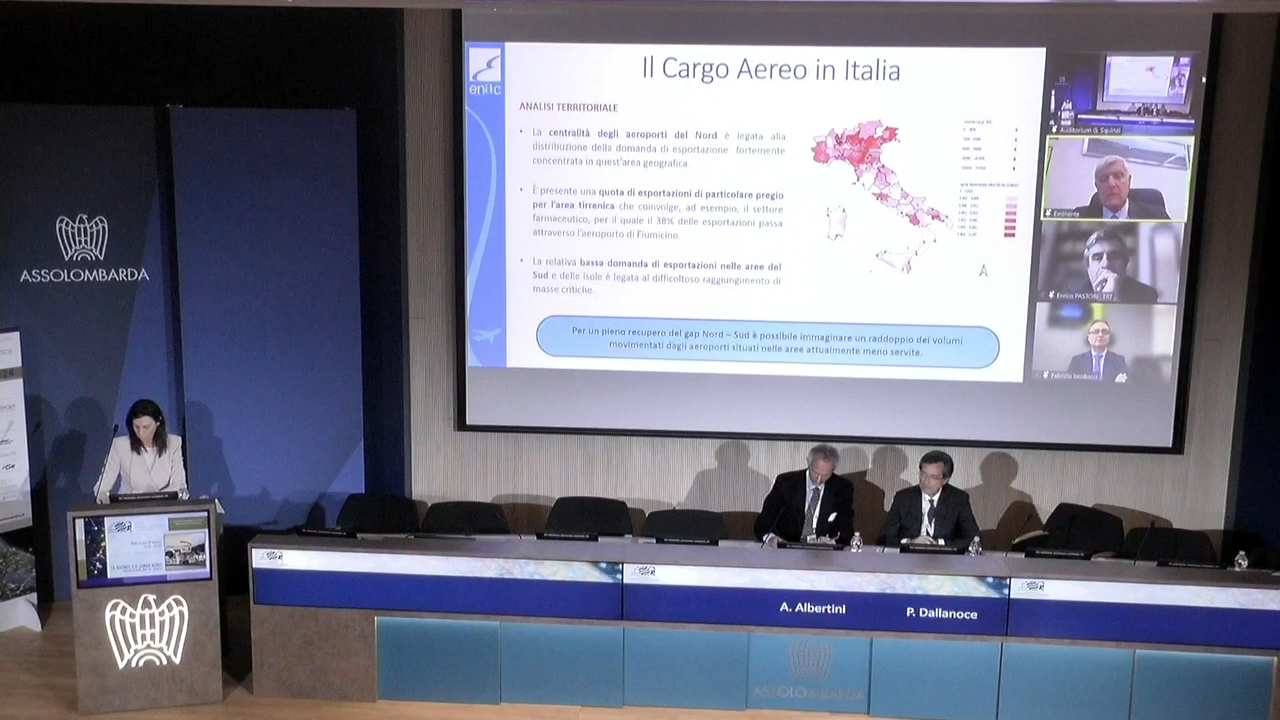 enac
Il Cargo Aereo in Italia
ANALISI TERRITORIALE
• La centralità degli aeroporti del Nord è legata alla
distribuzione della domanda di esportazione fortemente
concentrata in quest'area geografica
• È presente una quota di esportazioni di particolare pregio
per l'area tirrenica che coinvolge, ad esempio, il settore
farmaceutico, per il quale il 38% delle esportazioni passa
attraverso l'aeroporto di Fiumicino.
• La relativa bassa domanda di esportazioni nelle aree del
Sud e delle Isole è legata al difficoltoso raggiungimento di
masse critiche.
Per un pieno recupero del gap Nord – Sud è possibile immaginare un raddoppio dei volumi
movimentati dagli aeroporti situati nelle aree attualmente meno servite.
Auditorium G. Squinzi
Eminente
Enrico PASTORI
Fabrizio Iacobacci
ASSOLOMBARDA
A. Albertini
P. Dallanoce
ASSOLOMBARDA